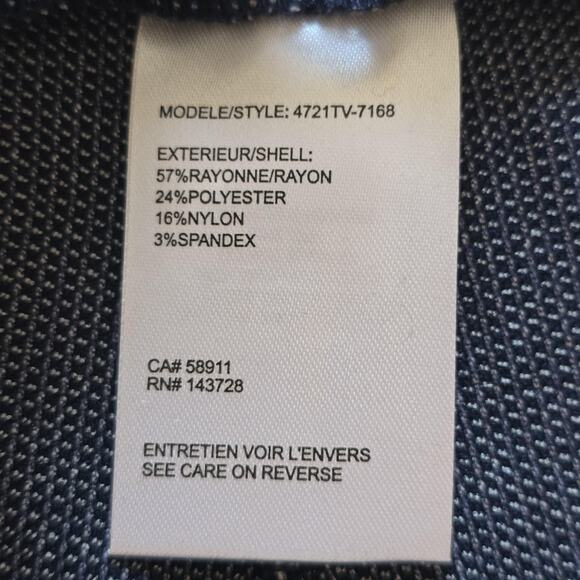 MODELE/STYLE: 4721TV-7168
EXTERIEUR/SHELL:
57%RAYONNE/RAYON
24%POLYESTER
16%NYLON
3%SPANDEX
CA# 58911
RN# 143728
ENTRETIEN VOIR L'ENVERS
SEE CARE ON REVERSE